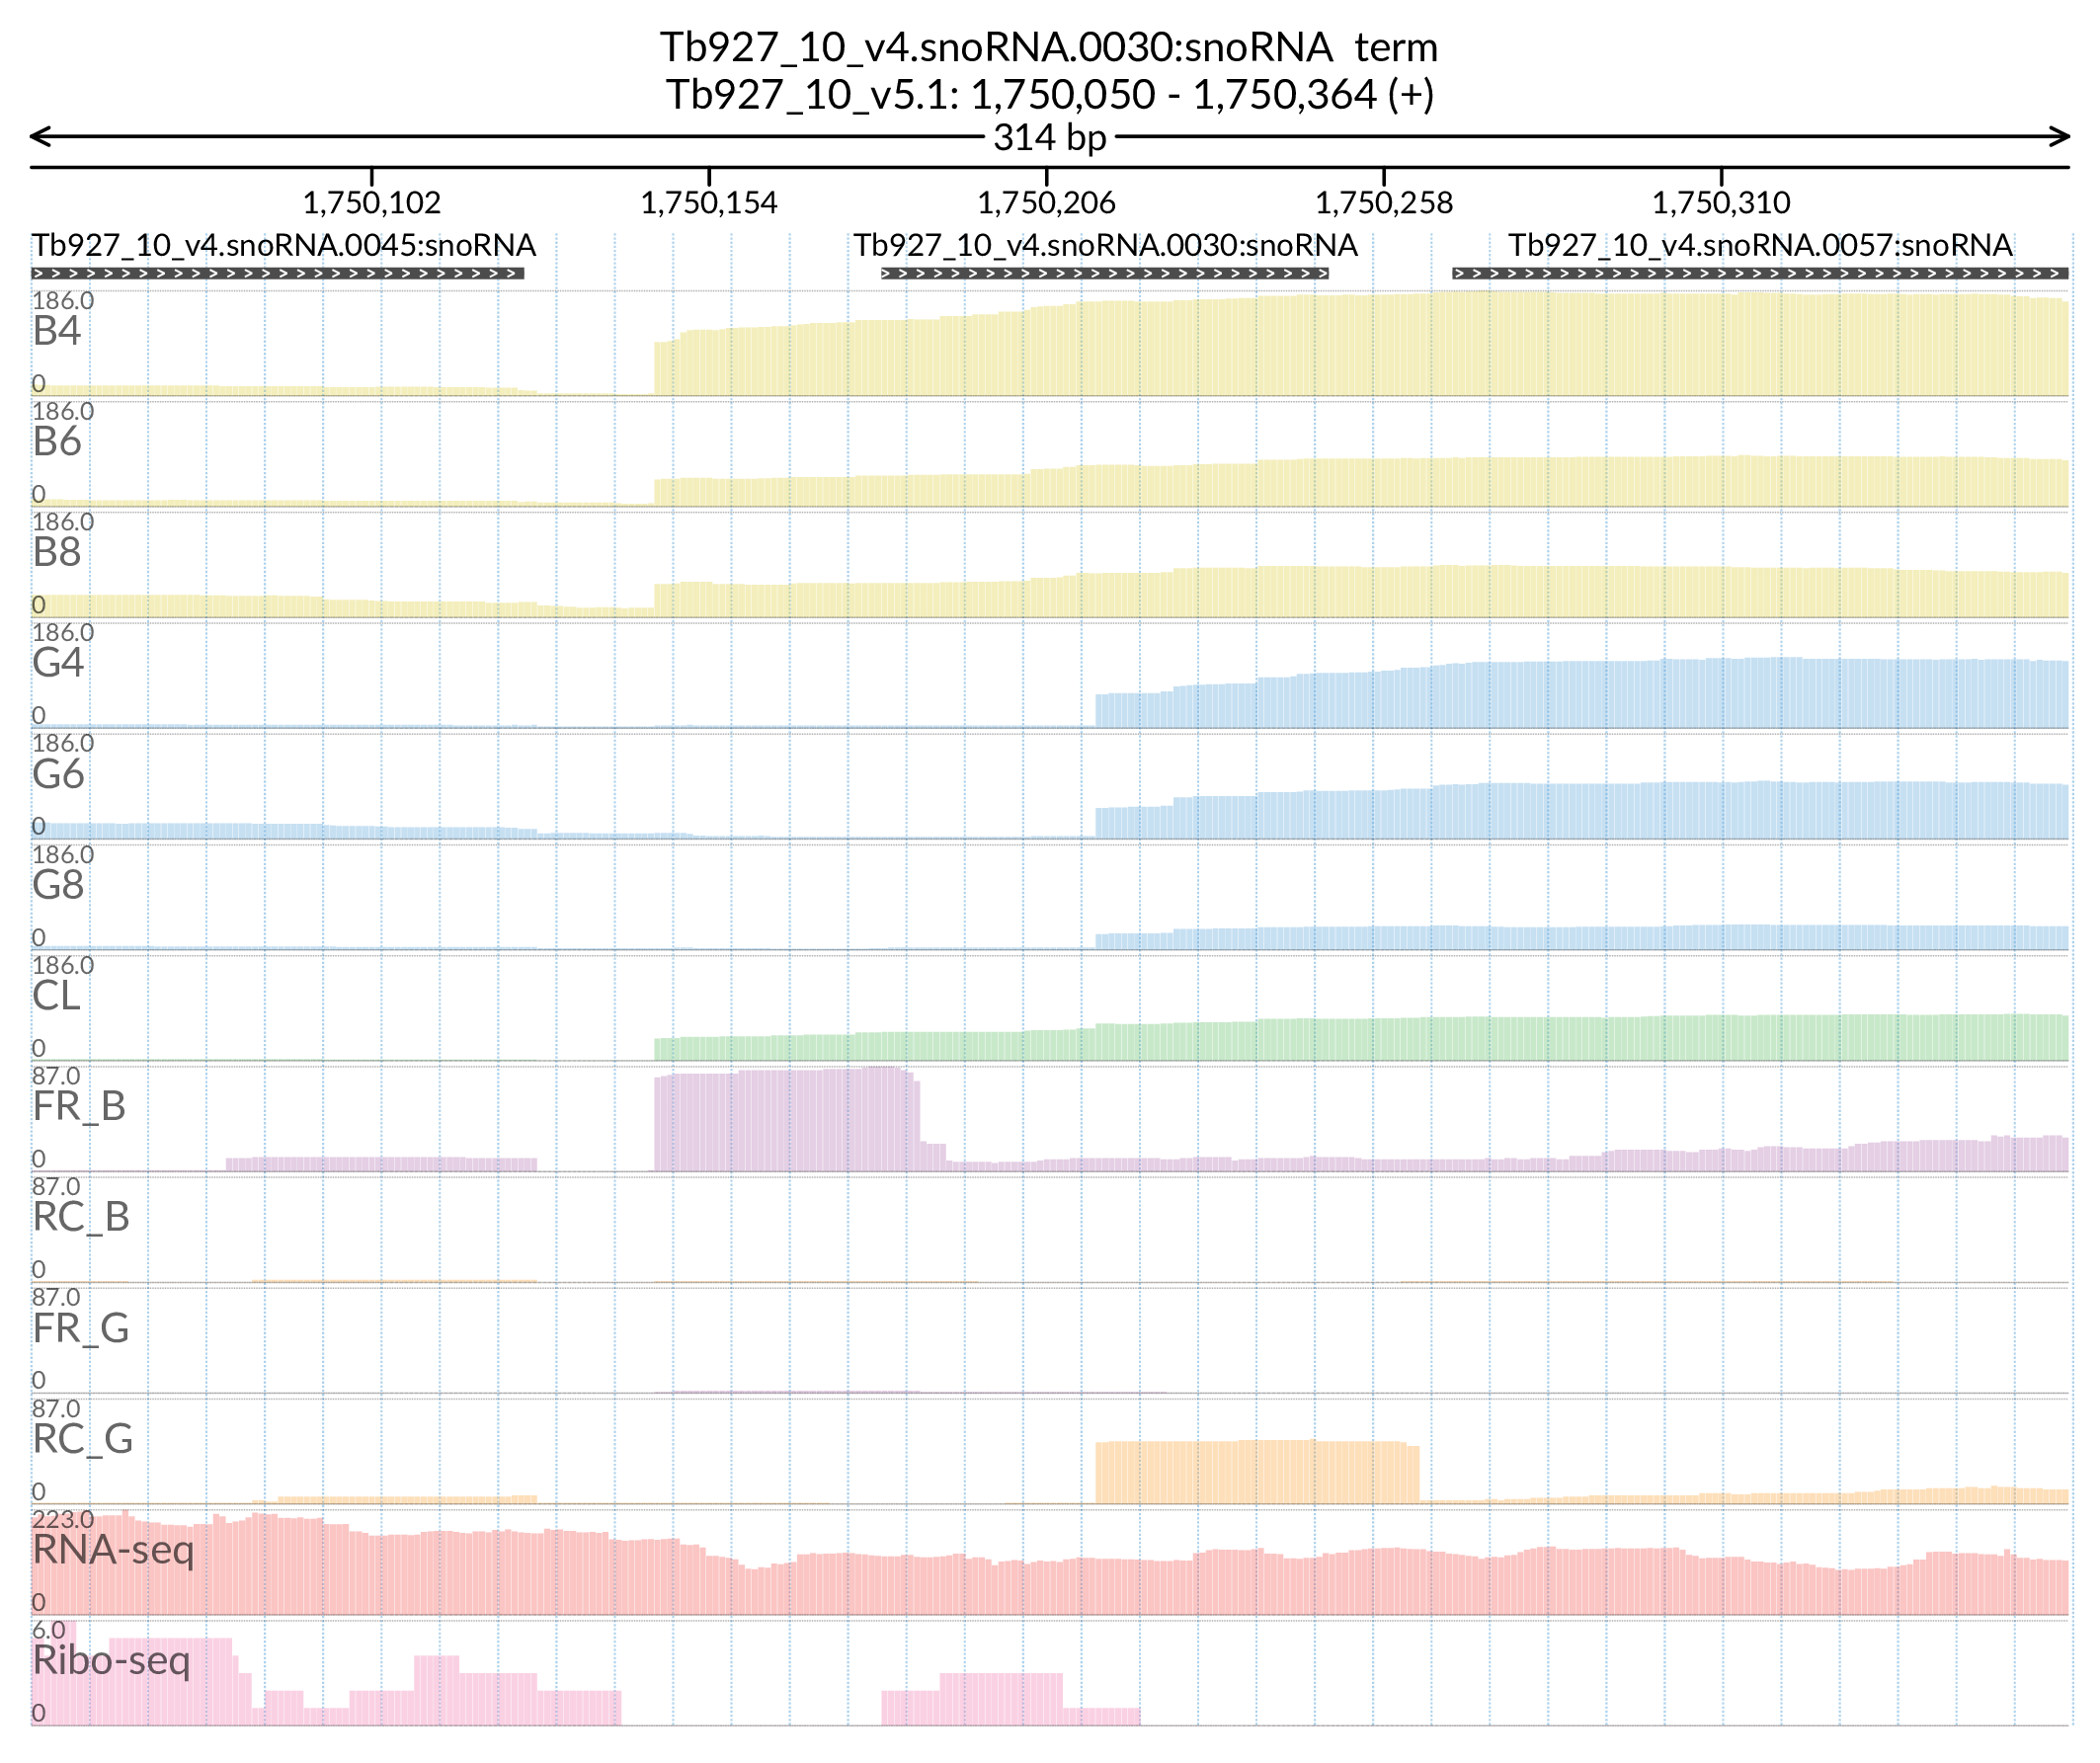 Tb927_10_v4.snoRNA.0030:snoRNA  term
Tb927_10_v5.1: 1,750,050 - 1,750,364 (+)
314 bp
1,750,102 1,750,154 1,750,206 1,750,258 1,750,310
Tb927_10_v4.snoRNA.0045:snoRNA Tb927_10_v4.snoRNA.0030:snoRNA Tb927_10_v4.snoRNA.0057:snoRNA
186.0
B4
0
186.0
B6
0
186.0
B8
0
186.0
G4
0
186.0
G6
0
186.0
G8
0
186.0
CL
0
87.0
FR_B
0
87.0
RC_B
0
87.0
FR_G
0
87.0
RC_G
0
223.0
RNA-seq
0
6.0
Ribo-seq
0